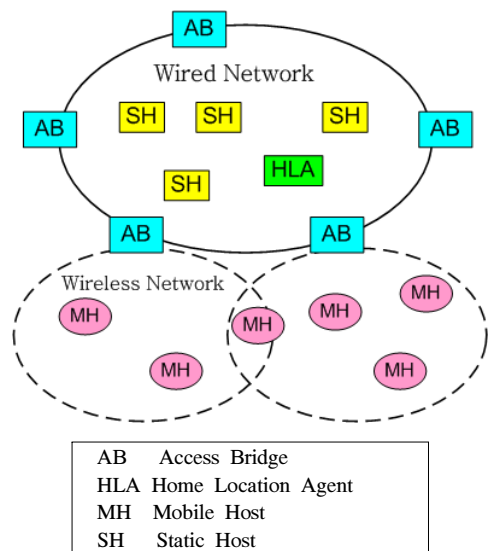 AB
Wired Network
AB
SH
SH
SH
AB
HLA
SH
AB
AB
Wireless Network
MH
MH
MH
MH
MH
MH
AB Access Bridge
HLA Home Location Agent
MH Mobile Host
SH Static Host